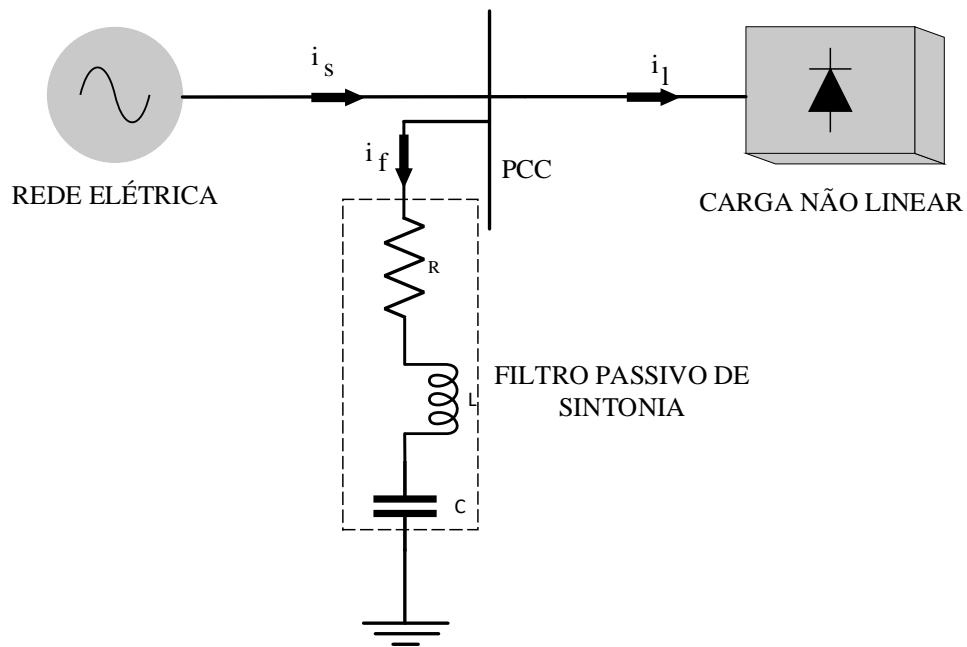 i s
i l
i f
PCC
REDE ELÉTRICA
CARGA NÃO LINEAR
R
FILTRO PASSIVO DE
SINTONIA
L
C